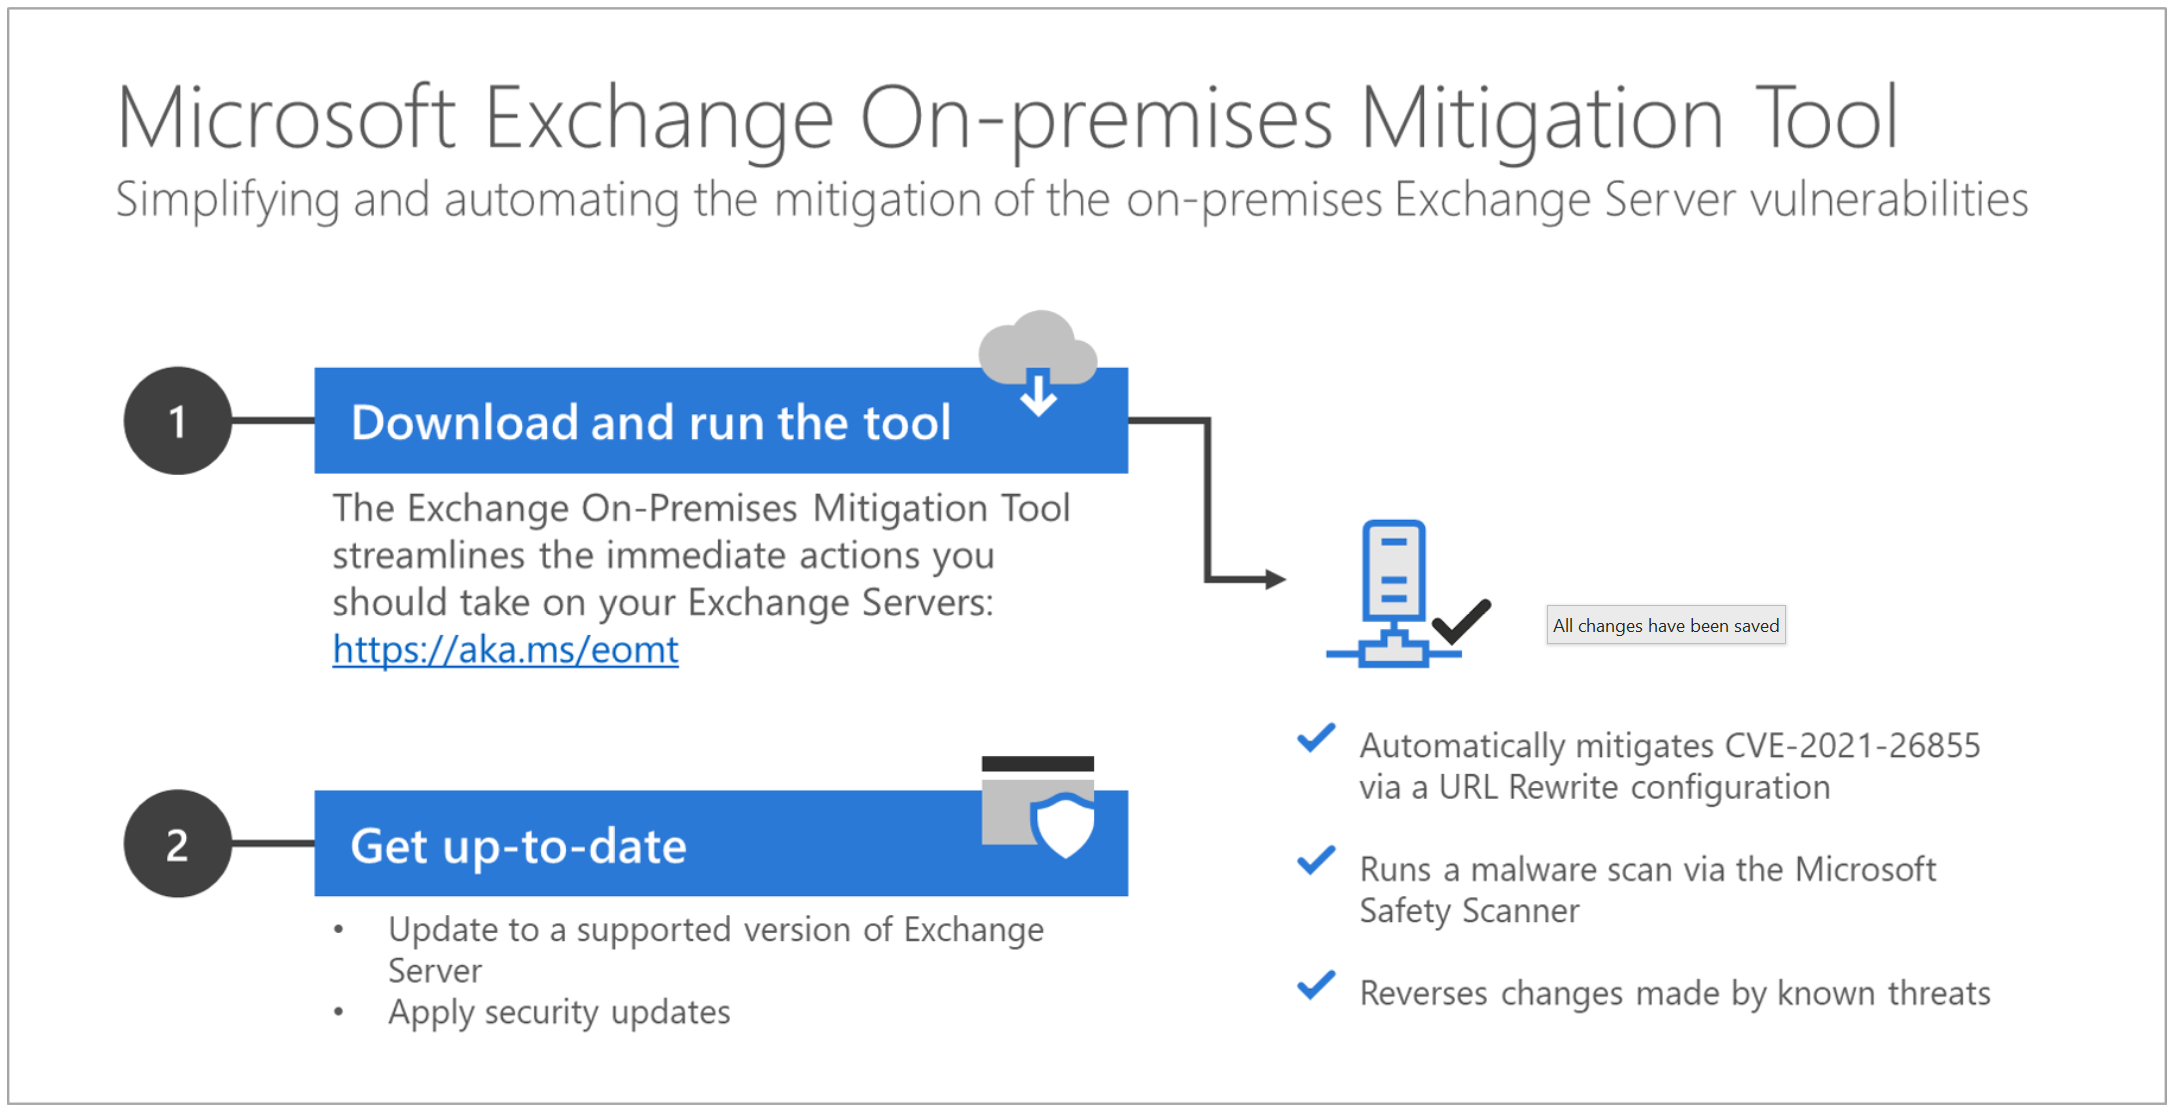 Microsoft Exchange On-premises Mitigation Tool
Simplifying and automating the mitigation of the on-premises Exchange Server vulnerabilities
1
Download and run the tool
The Exchange On-Premises Mitigation Tool
streamlines the immediate actions you
should take on your Exchange Servers:
https://aka.ms/eomt
2
Get up-to-date
• Update to a supported version of Exchange
Server
• Apply security updates
All changes have been saved
Automatically mitigates CVE-2021-26855
via a URL Rewrite configuration
Runs a malware scan via the Microsoft
Safety Scanner
Reverses changes made by known threats